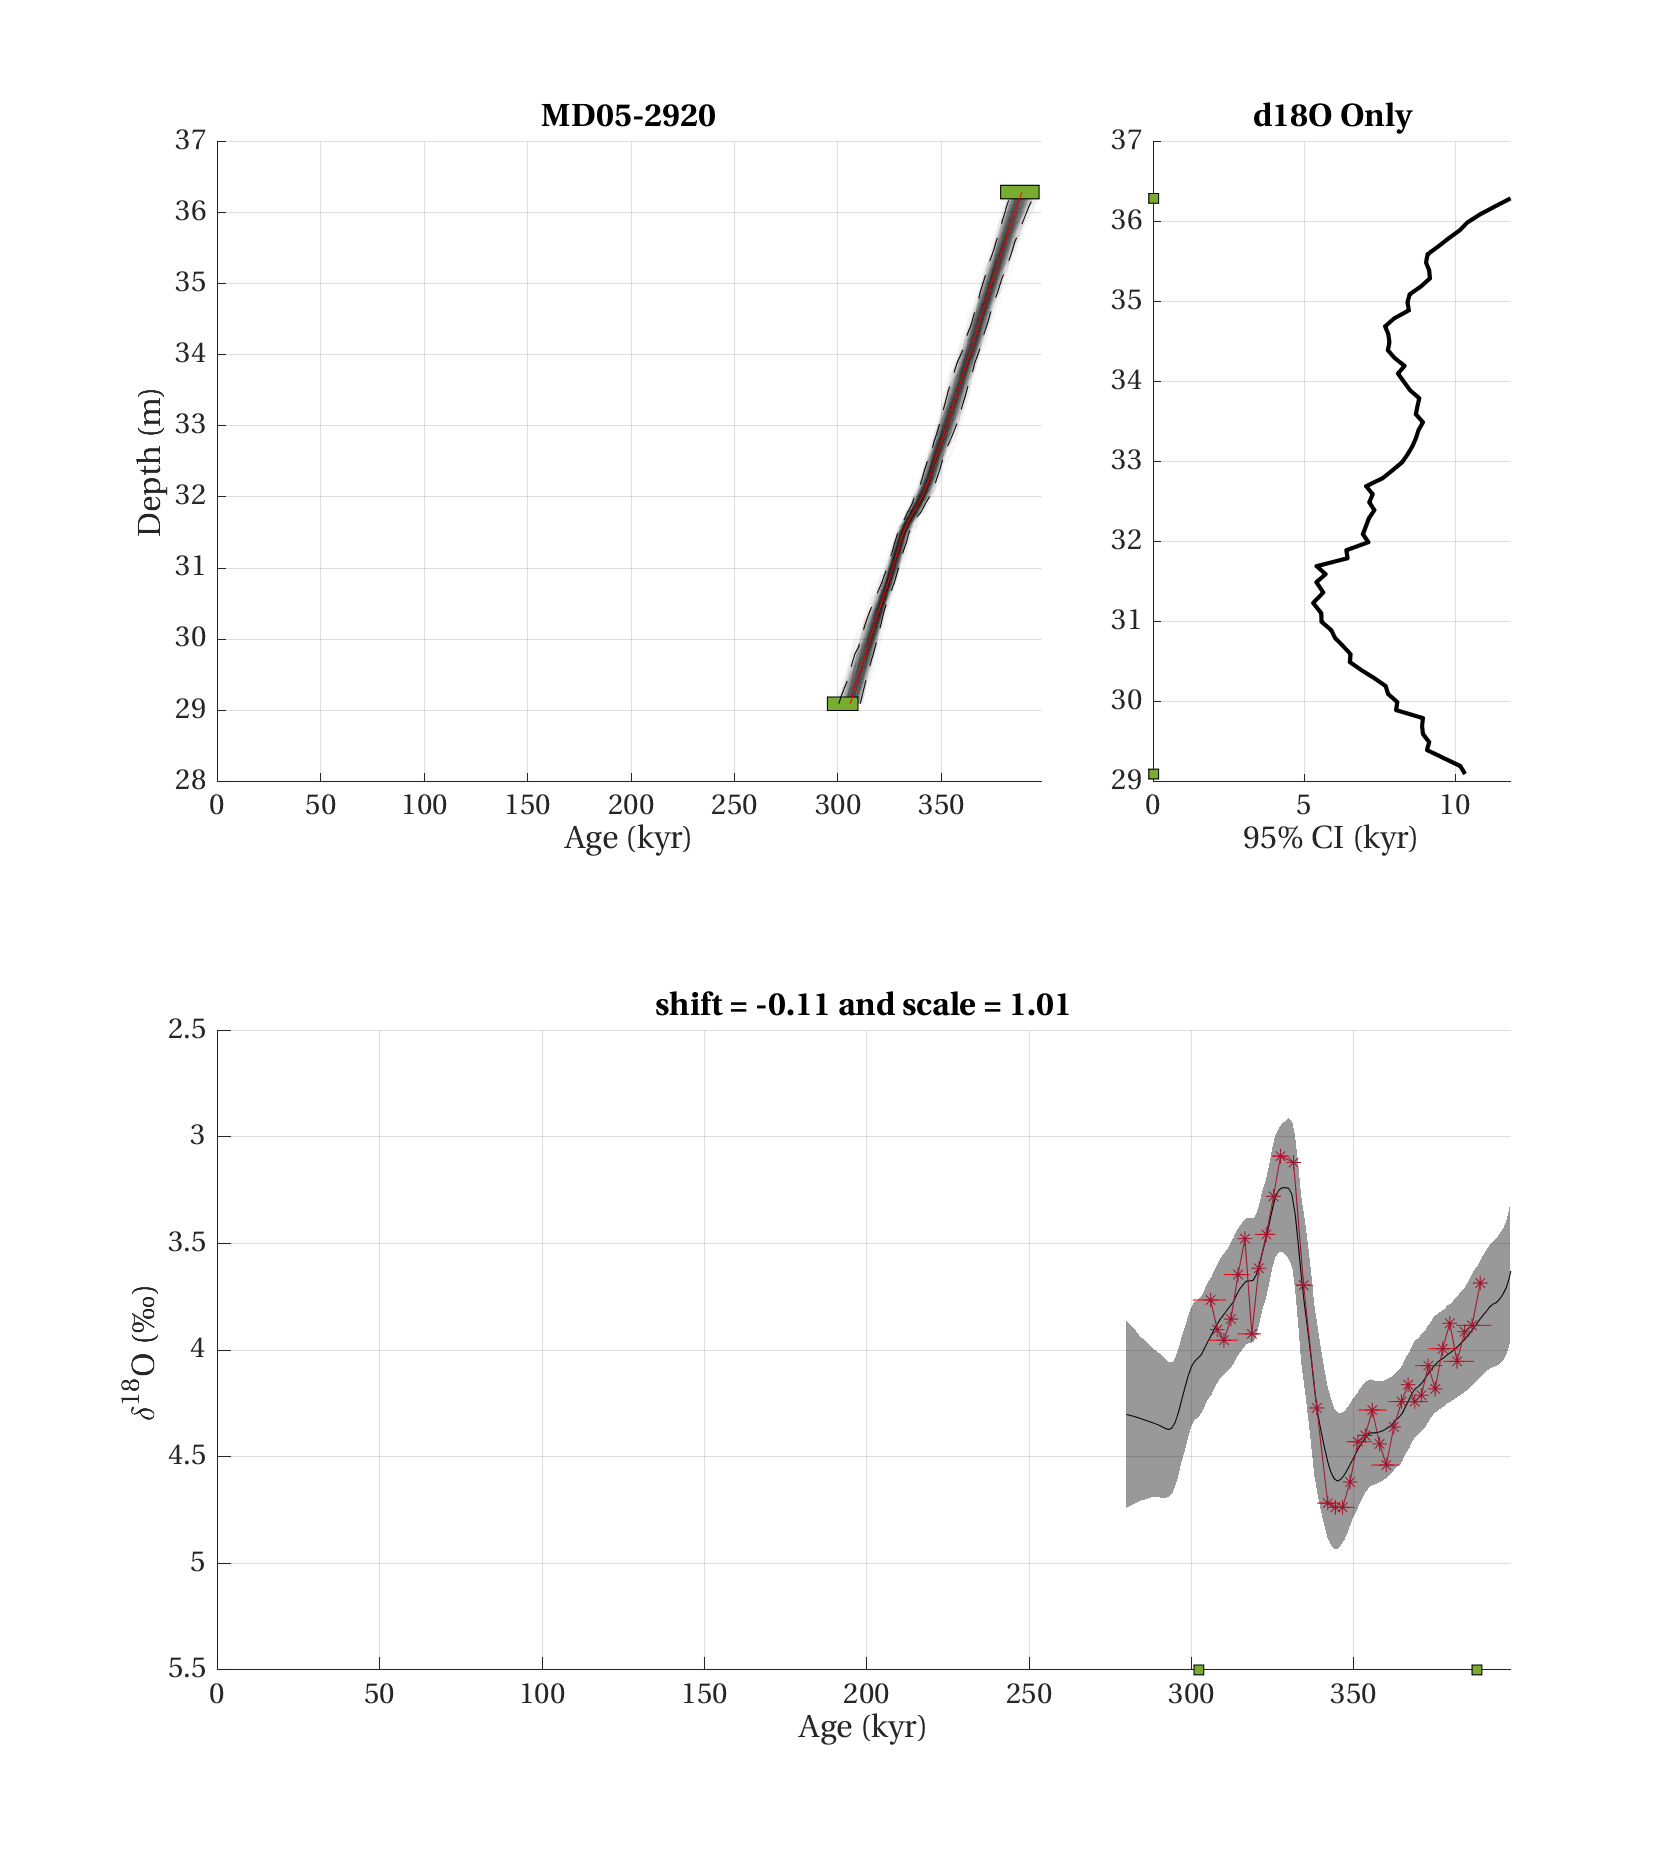 MD05-2920
37
36
35
34
33
32
31
30
29
28
Depth (m)
0 50 100 150 200 250 300 350
Age (kyr)
d18O Only
37
36
35
34
33
32
31
30
29
0 5 10
95% CI (kyr)
shift = -0.11 and scale = 1.01
2.5
3
3.5
4
4.5
5
5.5
δ18O (‰)
0 50 100 150 200 250 300 350
Age (kyr)